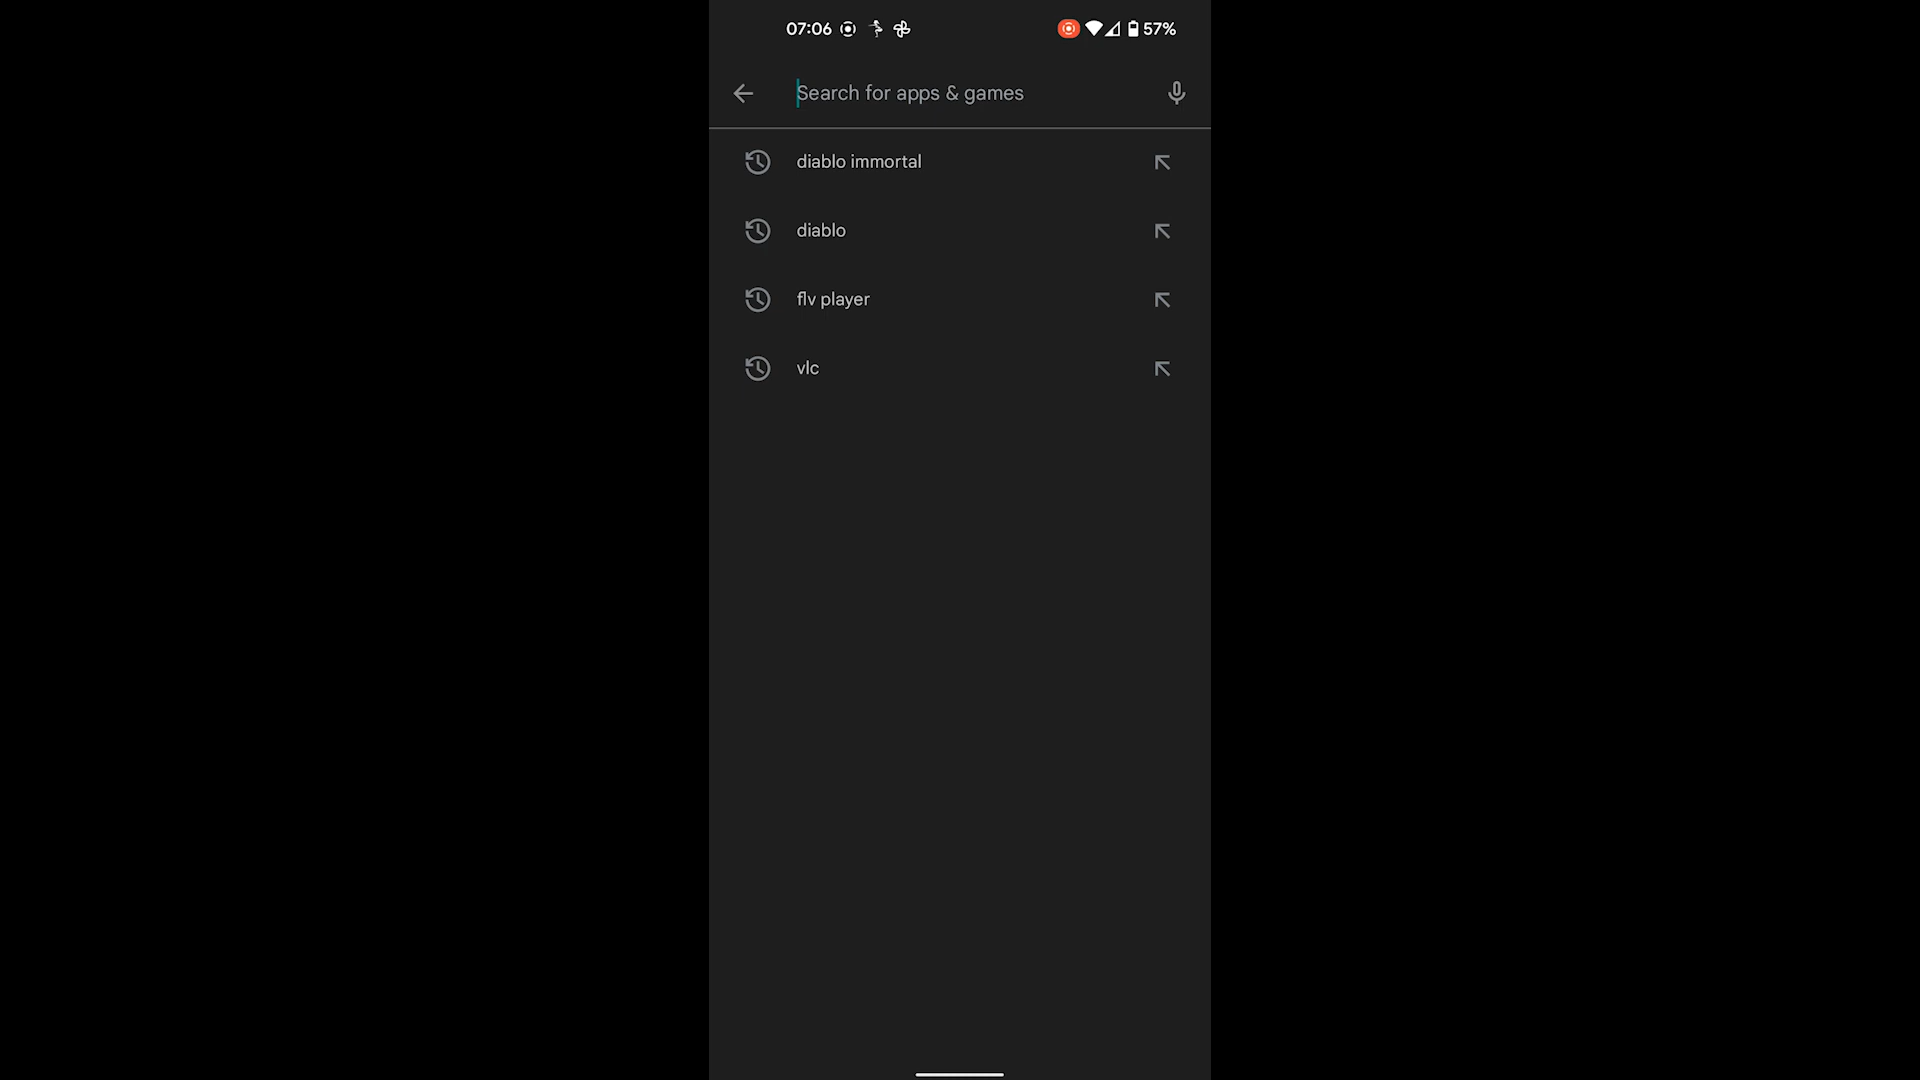 07:06 57%
Search for apps & games
diablo immortal
diablo
flv player
vlc